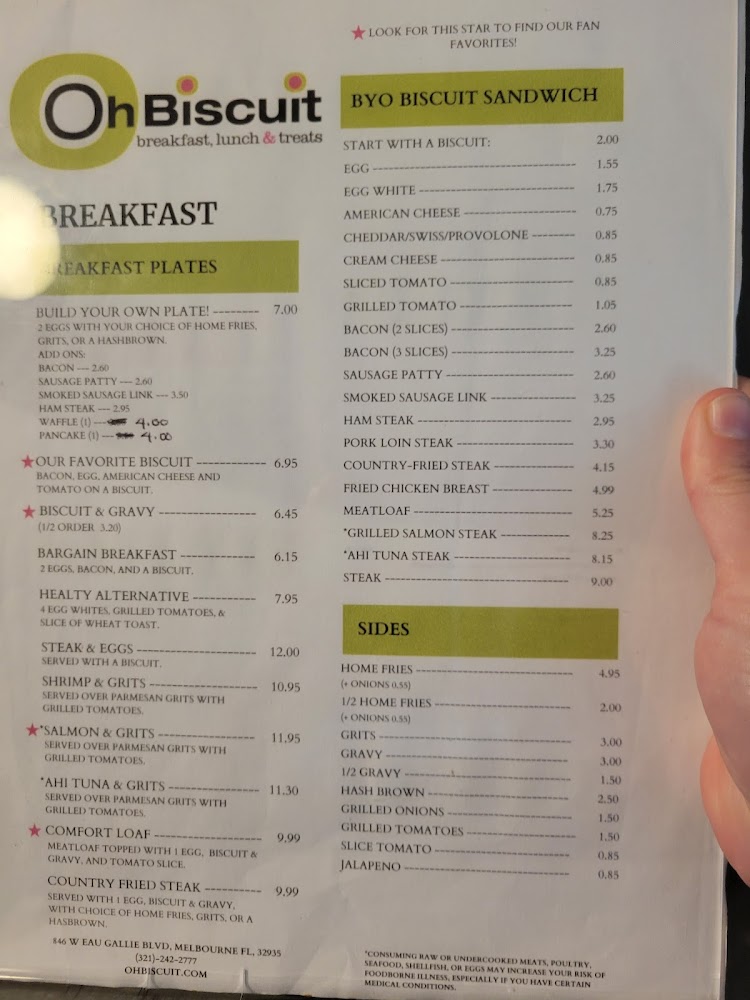 Oh Biscuit
breakfast, lunch & treats
BREAKFAST
BREAKFAST PLATES
BUILD YOUR OWN PLATE! -------- 7.00
2 EGGS WITH YOUR CHOICE OF HOME FRIES,
GRITS, OR A HASHBROWN.
ADD ONS:
BACON --- 2.60
SAUSAGE PATTY --- 2.60
SMOKED SAUSAGE LINK --- 3.50
HAM STEAK --- 2.95
WAFFLE (1) --- 4.00
PANCAKE (1) --- 4.00
OUR FAVORITE BISCUIT ------------ 6.95
BACON, EGG, AMERICAN CHEESE AND
TOMATO ON A BISCUIT.
BISCUIT & GRAVY ----------------- 6.45
(1/2 ORDER 3.20)
BARGAIN BREAKFAST ------------- 6.15
2 EGGS, BACON, AND A BISCUIT.
HEALTY ALTERNATIVE ----------- 7.95
4 EGG WHITES, GRILLED TOMATOES, &
SLICE OF WHEAT TOAST.
STEAK & EGGS -------------------- 12.00
SERVED WITH A BISCUIT.
SHRIMP & GRITS ------------------ 10.95
SERVED OVER PARMESAN GRITS WITH
GRILLED TOMATOES.
*SALMON & GRITS ---------------- 11.95
SERVED OVER PARMESAN GRITS WITH
GRILLED TOMATOES.
*AHI TUNA & GRITS --------------- 11.30
SERVED OVER PARMESAN GRITS WITH
GRILLED TOMATOES.
COMFORT LOAF ------------------ 9.99
MEATLOAF TOPPED WITH 1 EGG, BISCUIT &
GRAVY, AND TOMATO SLICE.
COUNTRY FRIED STEAK ---------- 9.99
SERVED WITH 1 EGG, BISCUIT & GRAVY,
WITH CHOICE OF HOME FRIES, GRITS, OR A
HASBROWN.
846 W EAU GALLIE BLVD, MELBOURNE FL, 32935
(321)-242-2777
OHBISCUIT.COM
LOOK FOR THIS STAR TO FIND OUR FAN
FAVORITES!
BYO BISCUIT SANDWICH
START WITH A BISCUIT: 2.00
EGG ----------------------------------- 1.55
EGG WHITE --------------------------- 1.75
AMERICAN CHEESE ------------------- 0.75
CHEDDAR/SWISS/PROVOLONE -------- 0.85
CREAM CHEESE ----------------------- 0.85
SLICED TOMATO ---------------------- 0.85
GRILLED TOMATO -------------------- 1.05
BACON (2 SLICES) --------------------- 2.60
BACON (3 SLICES) --------------------- 3.25
SAUSAGE PATTY ---------------------- 2.60
SMOKED SAUSAGE LINK -------------- 3.25
HAM STEAK --------------------------- 2.95
PORK LOIN STEAK -------------------- 3.30
COUNTRY-FRIED STEAK -------------- 4.15
FRIED CHICKEN BREAST -------------- 4.99
MEATLOAF ---------------------------- 5.25
*GRILLED SALMON STEAK ------------ 8.25
*AHI TUNA STEAK -------------------- 8.15
STEAK --------------------------------- 9.00
SIDES
HOME FRIES --------------------------- 4.95
(+ ONIONS 0.55)
1/2 HOME FRIES ----------------------- 2.00
(+ ONIONS 0.55)
GRITS ---------------------------------- 3.00
GRAVY --------------------------------- 3.00
1/2 GRAVY ----------------------------- 1.50
HASH BROWN ------------------------- 2.50
GRILLED ONIONS --------------------- 1.50
GRILLED TOMATOES ------------------ 1.50
SLICE TOMATO ----------------------- 0.85
JALAPENO ----------------------------- 0.85
*CONSUMING RAW OR UNDERCOOKED MEATS, POULTRY,
SEAFOOD, SHELLFISH, OR EGGS MAY INCREASE YOUR RISK OF
FOODBORNE ILLNESS, ESPECIALLY IF YOU HAVE CERTAIN
MEDICAL CONDITIONS.